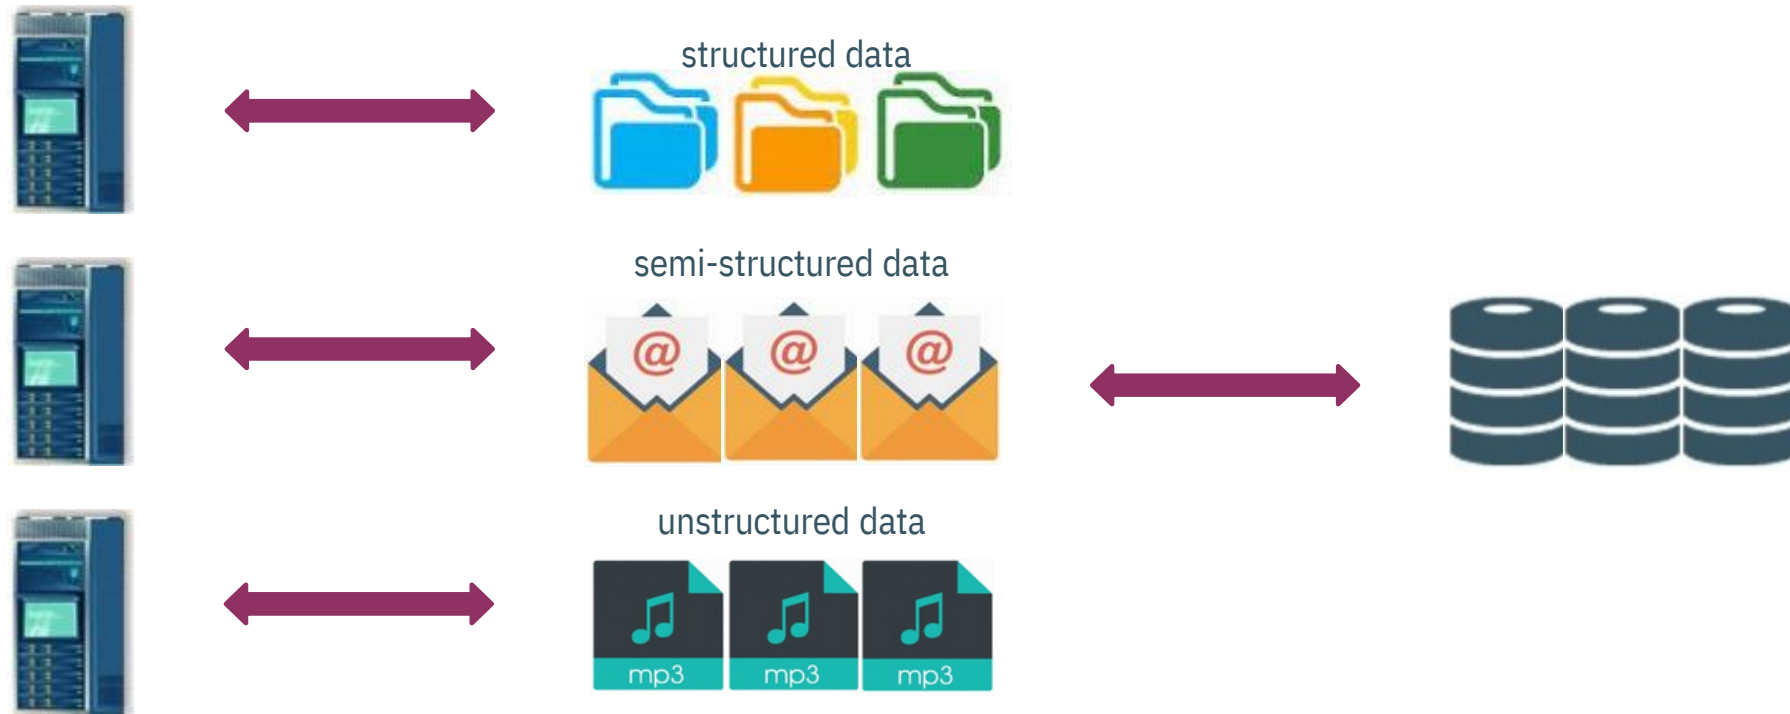 structured data
semi-structured data
@ @ @
unstructured data
mp3 mp3 mp3